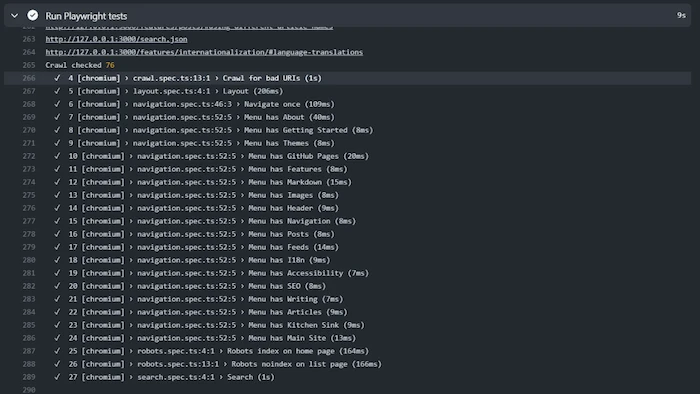 Run Playwright tests 9s
263 http://127.0.0.1:3000/search.json
264 http://127.0.0.1:3000/features/internationalization/#language-translations
265 Crawl checked 76
266 ✓ 4 [chromium] › crawl.spec.ts:13:1 › Crawl for bad URIs (1s)
267 ✓ 5 [chromium] › layout.spec.ts:4:1 › Layout (206ms)
268 ✓ 6 [chromium] › navigation.spec.ts:46:3 › Navigate once (109ms)
269 ✓ 7 [chromium] › navigation.spec.ts:52:5 › Menu has About (40ms)
270 ✓ 8 [chromium] › navigation.spec.ts:52:5 › Menu has Getting Started (8ms)
271 ✓ 9 [chromium] › navigation.spec.ts:52:5 › Menu has Themes (8ms)
272 ✓ 10 [chromium] › navigation.spec.ts:52:5 › Menu has GitHub Pages (20ms)
273 ✓ 11 [chromium] › navigation.spec.ts:52:5 › Menu has Features (8ms)
274 ✓ 12 [chromium] › navigation.spec.ts:52:5 › Menu has Markdown (15ms)
275 ✓ 13 [chromium] › navigation.spec.ts:52:5 › Menu has Images (8ms)
276 ✓ 14 [chromium] › navigation.spec.ts:52:5 › Menu has Header (9ms)
277 ✓ 15 [chromium] › navigation.spec.ts:52:5 › Menu has Navigation (8ms)
278 ✓ 16 [chromium] › navigation.spec.ts:52:5 › Menu has Posts (8ms)
279 ✓ 17 [chromium] › navigation.spec.ts:52:5 › Menu has Feeds (14ms)
280 ✓ 18 [chromium] › navigation.spec.ts:52:5 › Menu has I18n (9ms)
281 ✓ 19 [chromium] › navigation.spec.ts:52:5 › Menu has Accessibility (7ms)
282 ✓ 20 [chromium] › navigation.spec.ts:52:5 › Menu has SEO (8ms)
283 ✓ 21 [chromium] › navigation.spec.ts:52:5 › Menu has Writing (7ms)
284 ✓ 22 [chromium] › navigation.spec.ts:52:5 › Menu has Articles (9ms)
285 ✓ 23 [chromium] › navigation.spec.ts:52:5 › Menu has Kitchen Sink (9ms)
286 ✓ 24 [chromium] › navigation.spec.ts:52:5 › Menu has Main Site (13ms)
287 ✓ 25 [chromium] › robots.spec.ts:4:1 › Robots index on home page (164ms)
288 ✓ 26 [chromium] › robots.spec.ts:13:1 › Robots noindex on list page (166ms)
289 ✓ 27 [chromium] › search.spec.ts:4:1 › Search (1s)
290